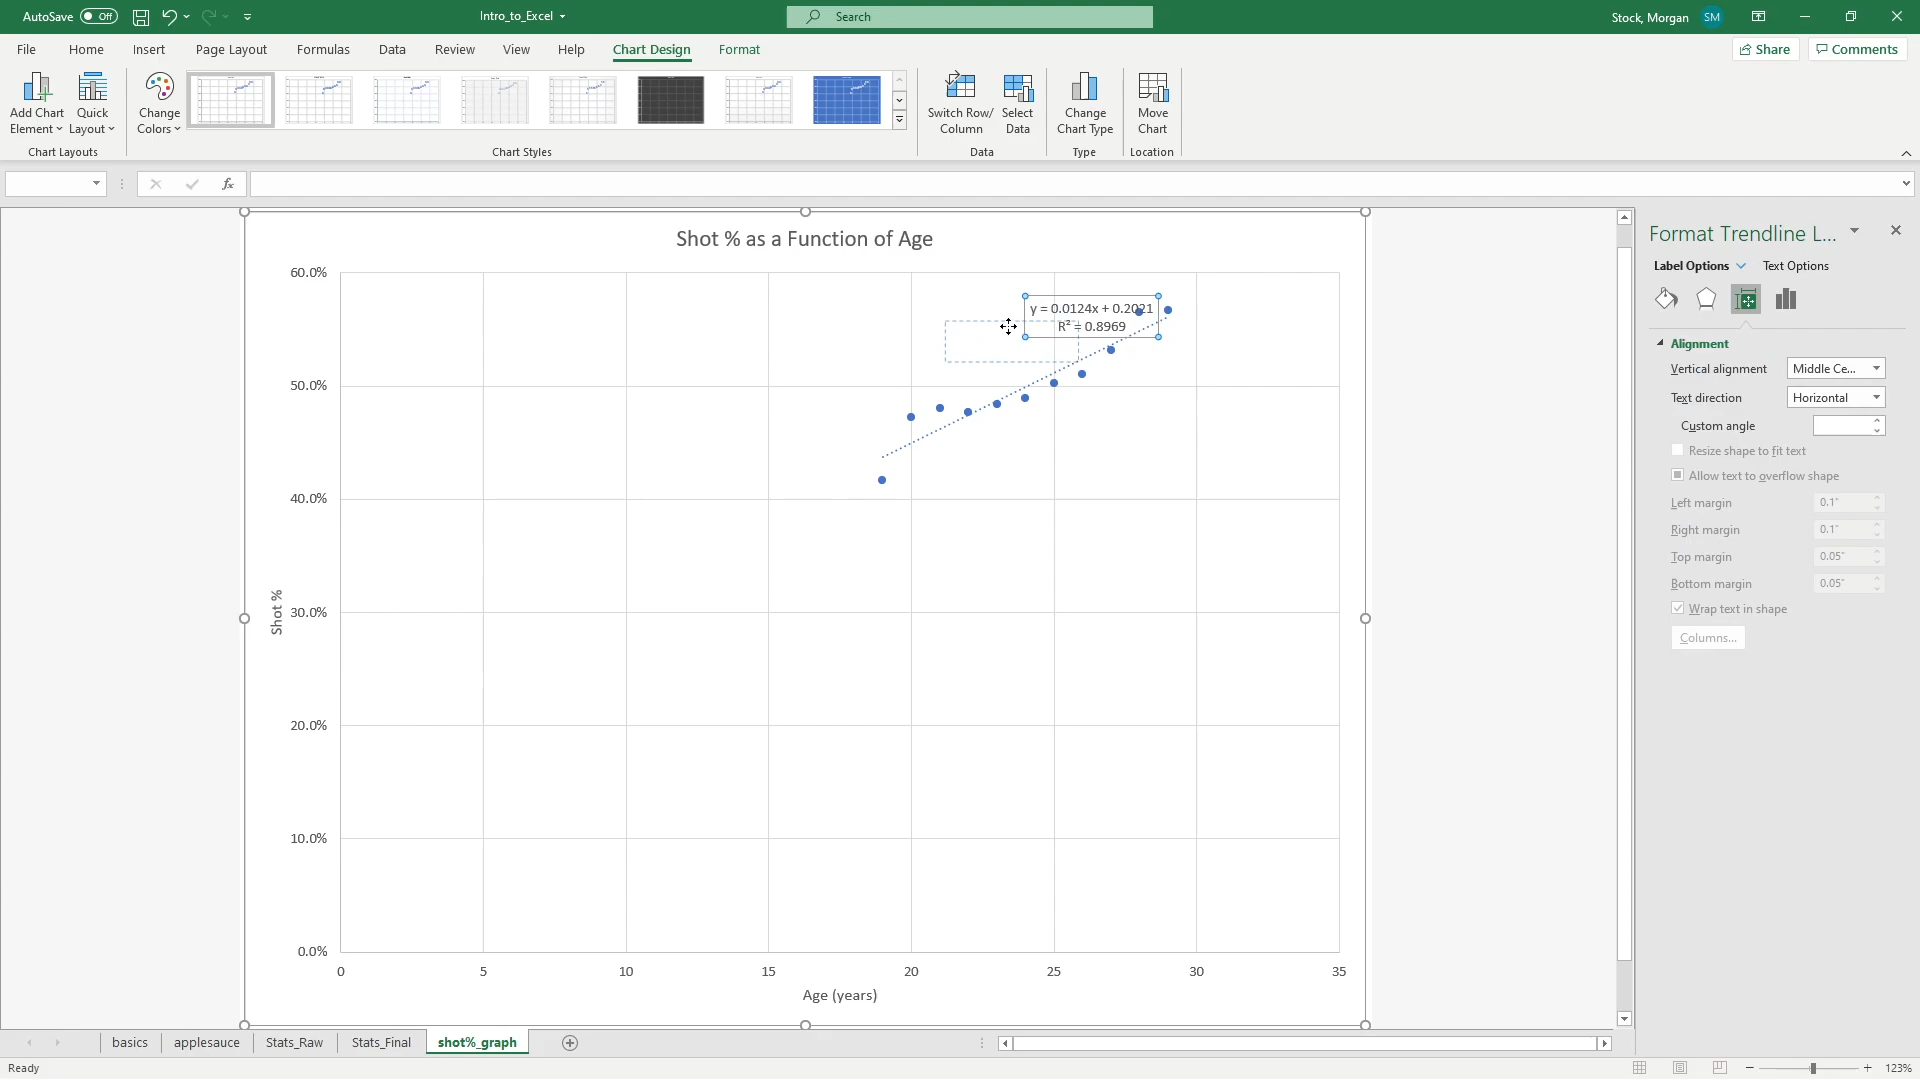 AutoSave Off
Intro_to_Excel
Search
Stock, Morgan SM
File Home Insert Page Layout Formulas Data Review View Help Chart Design Format
Share Comments
Add Chart Element
Quick Layout
Change Colors
Switch Row/ Column
Select Data
Change Chart Type
Move Chart
Chart Layouts
Chart Styles
Data
Type
Location
fx
Shot % as a Function of Age
y = 0.0124x + 0.2021
R² = 0.8969
60.0%
50.0%
40.0%
30.0%
20.0%
10.0%
0.0%
Shot %
0 5 10 15 20 25 30 35
Age (years)
Format Trendline L...
Label Options Text Options
Alignment
Vertical alignment Middle Ce...
Text direction Horizontal
Custom angle
Resize shape to fit text
Allow text to overflow shape
Left margin 0.1"
Right margin 0.1"
Top margin 0.05"
Bottom margin 0.05"
Wrap text in shape
Columns...
basics applesauce Stats_Raw Stats_Final shot%_graph
Ready
123%